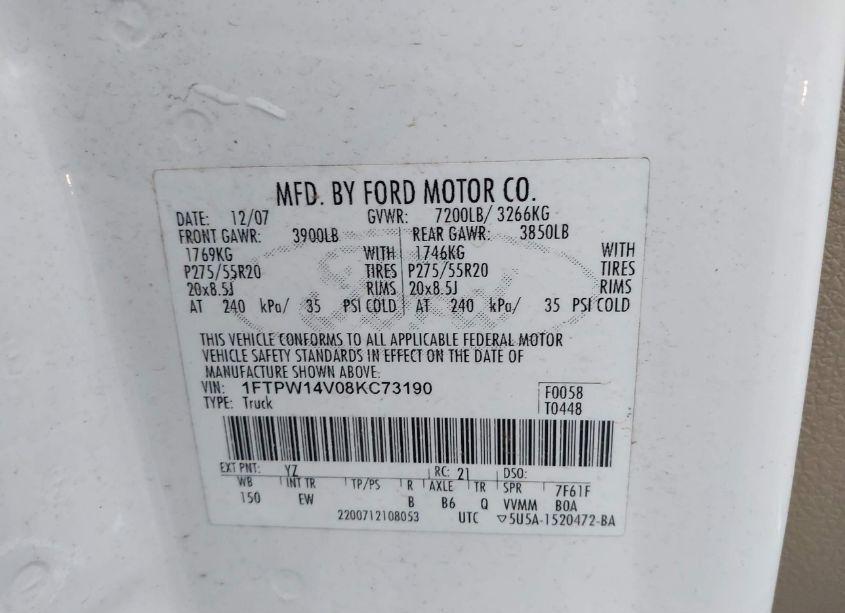 MFD. BY FORD MOTOR CO.
DATE: 12/07 GVWR: 7200LB/ 3266KG
FRONT GAWR: 3900LB REAR GAWR: 3850LB
1769KG WITH 1746KG WITH
P275/55R20 TIRES P275/55R20 TIRES
20x8.5J RIMS 20x8.5J RIMS
AT 240 kPa/ 35 PSI COLD AT 240 kPa/ 35 PSI COLD
THIS VEHICLE CONFORMS TO ALL APPLICABLE FEDERAL MOTOR
VEHICLE SAFETY STANDARDS IN EFFECT ON THE DATE OF
MANUFACTURE SHOWN ABOVE.
VIN: 1FTPW14V08KC73190 F0058
TYPE: Truck T0448
EXT PNT: YZ RC: 21 DSO:
WB INT TR TP/PS R AXLE TR SPR 7F61F
150 EW B B6 Q VVMM BOA
2200712108053 UTC ▽5U5A-1520472-BA